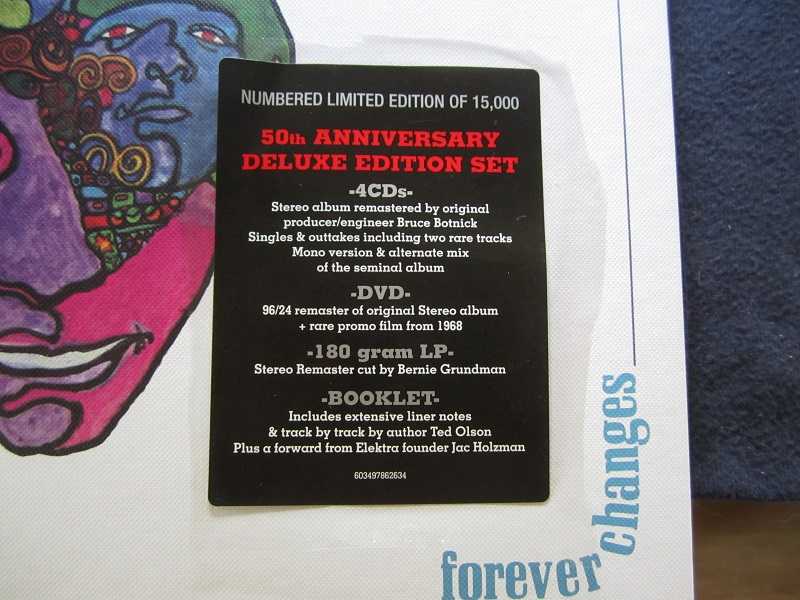 NUMBERED LIMITED EDITION OF 15,000
50th ANNIVERSARY
DELUXE EDITION SET
-4CDs-
Stereo album remastered by original
producer/engineer Bruce Botnick
Singles & outtakes including two rare tracks
Mono version & alternate mix
of the seminal album
-DVD-
96/24 remaster of original Stereo album
+ rare promo film from 1968
-180 gram LP-
Stereo Remaster cut by Bernie Grundman
-BOOKLET-
Includes extensive liner notes
& track by track by author Ted Olson
Plus a forward from Elektra founder Jac Holzman
603497862634
forever changes